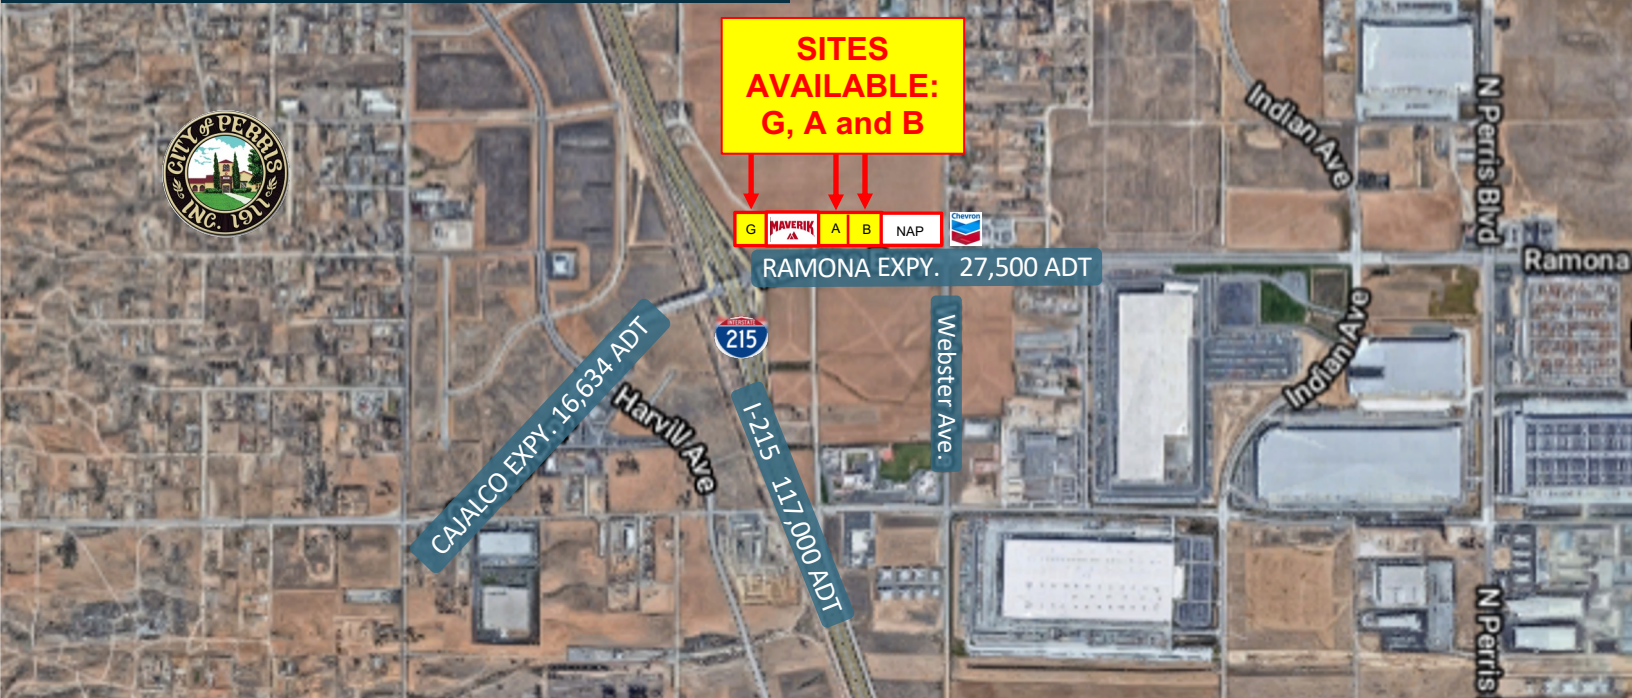 SITES
AVAILABLE:
G, A and B
CITY of PERRIS
INC. 1911
Indian Ave
N Perris Blvd
G
MAVERIK
A
B
NAP
Chevron
RAMONA EXPY. 27,500 ADT
Ramona
INTERSTATE
215
CAJALCO EXPY. 16,634 ADT
Harvill Ave
I-215 117,000 ADT
Webster Ave.
Indian Ave
N Perris